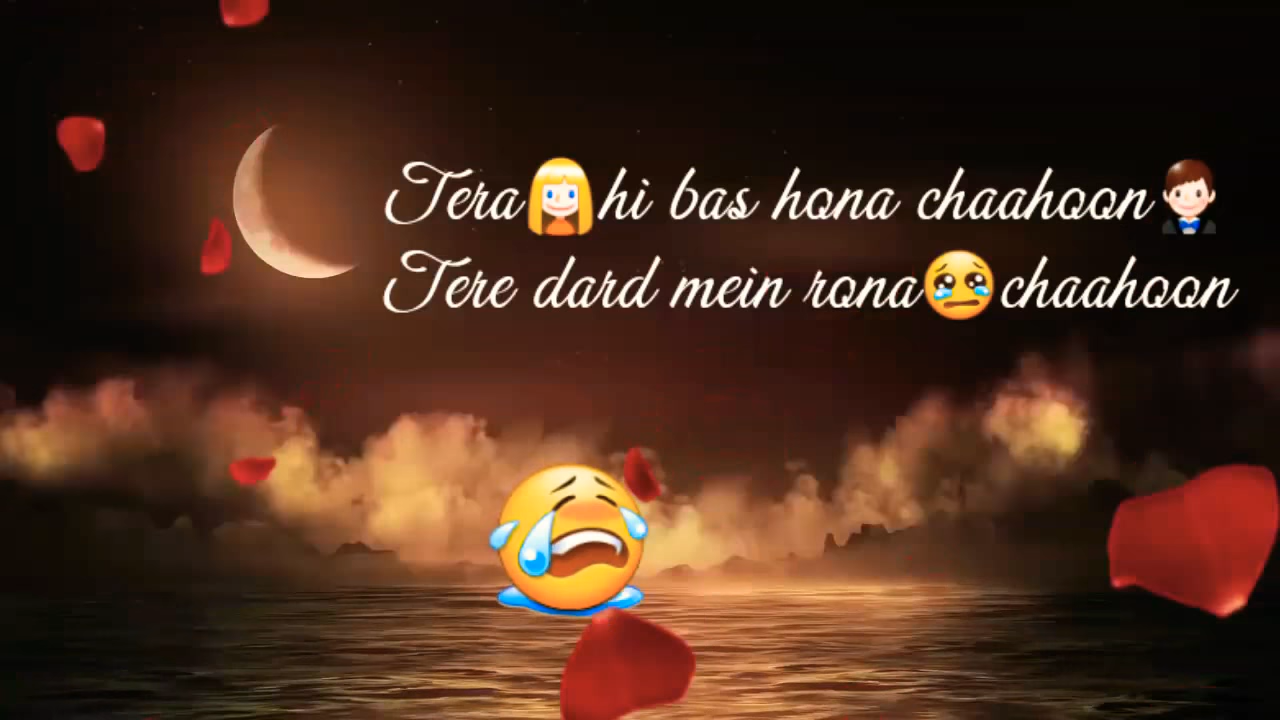 Tera👱‍♀️hi bas hona chaahoon🤵
Tere dard mein rona😢chaahoon